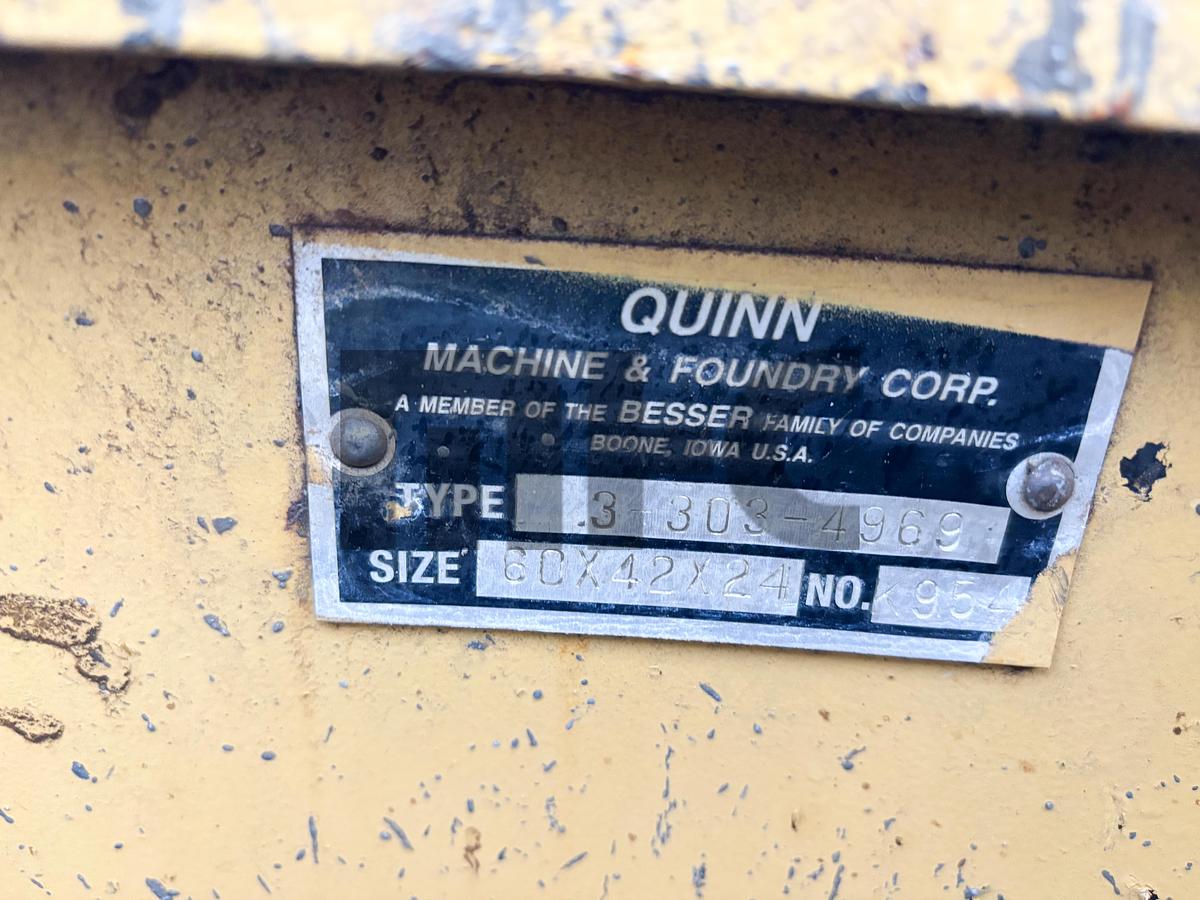 QUINN
MACHINE & FOUNDRY CORP.
A MEMBER OF THE BESSER FAMILY OF COMPANIES
BOONE, IOWA U.S.A.
TYPE 3-303-4969
SIZE 60X42X24 NO.